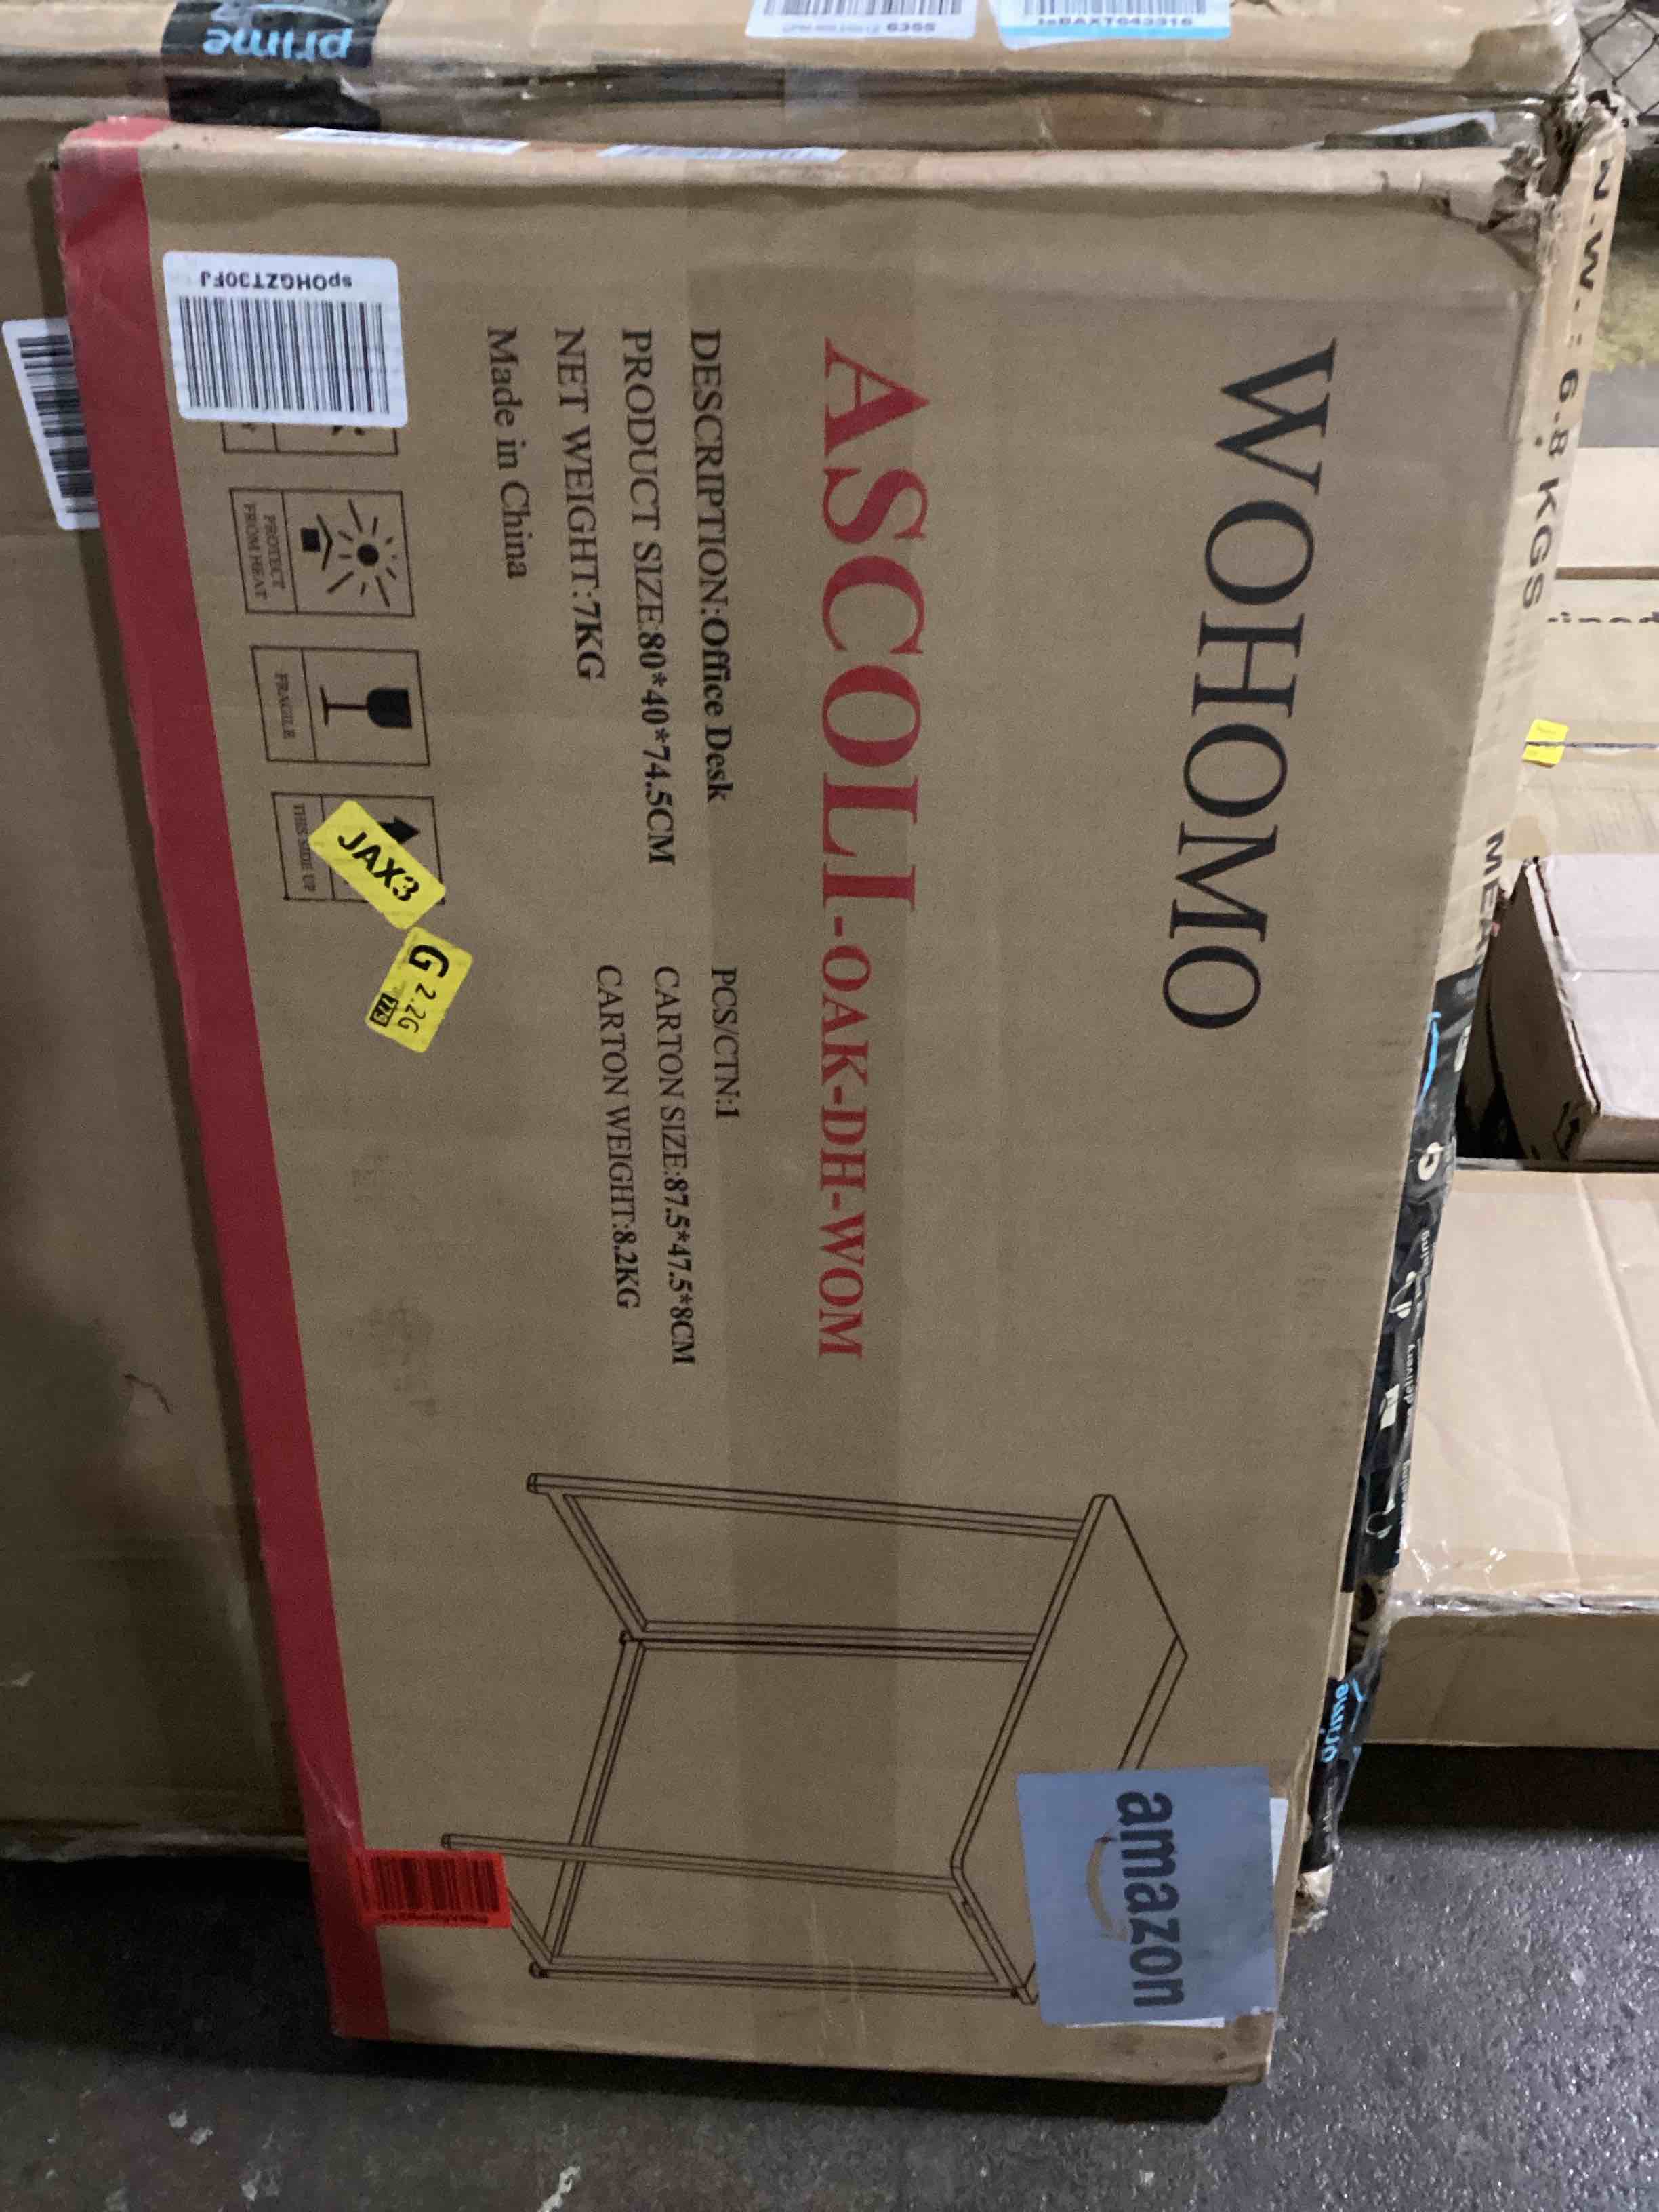 WOHOMO
ASCOLI-OAK-DH-WOM
DESCRIPTION:Office Desk
PCS/CTN:1
PRODUCT SIZE:80*40*74.5CM
CARTON SIZE:87.5*47.5*8CM
NET WEIGHT:7KG
CARTON WEIGHT:8.2KG
Made in China
spOHGZT30FJ
PROTECT
FROM HEAT
FRAGILE
THIS SIDE UP
JAX3
G 2.2G
amazon
prime
6355
N.W.: 6.8 KGS
prime